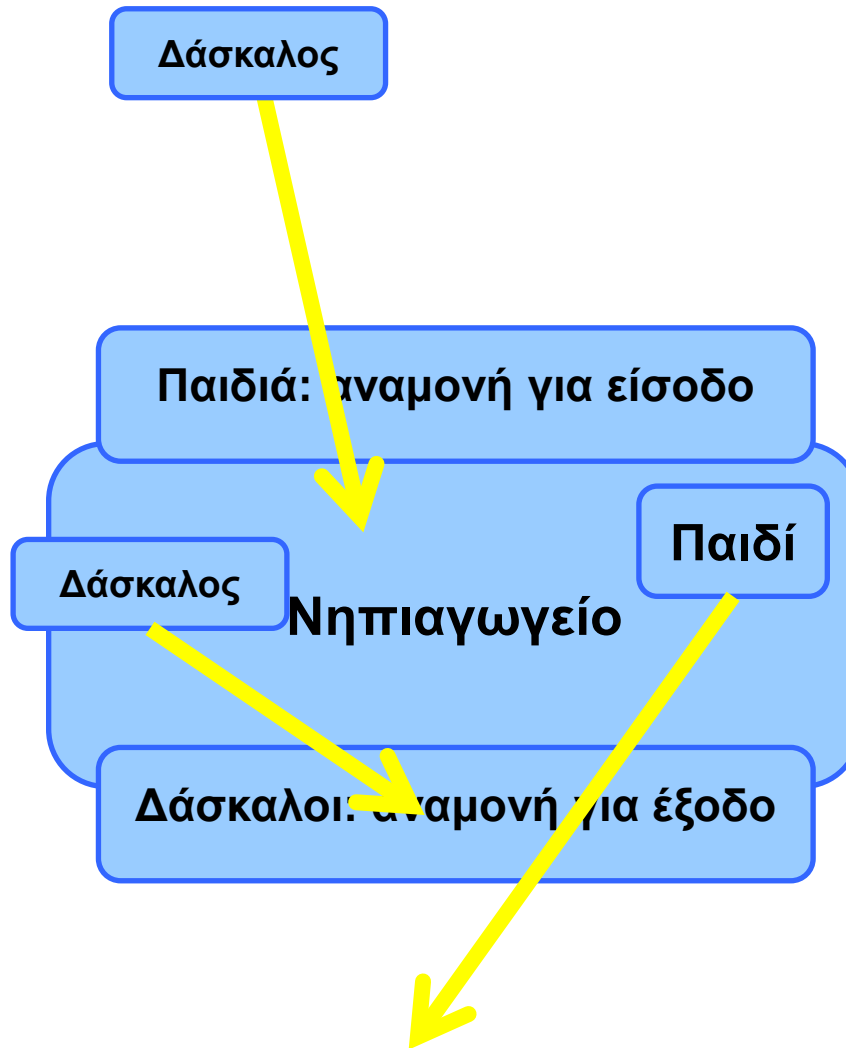 Δάσκαλος
Παιδιά: αναμονή για είσοδο
Παιδί
Δάσκαλος
Νηπιαγωγείο
Δάσκαλοι: αναμονή για έξοδο